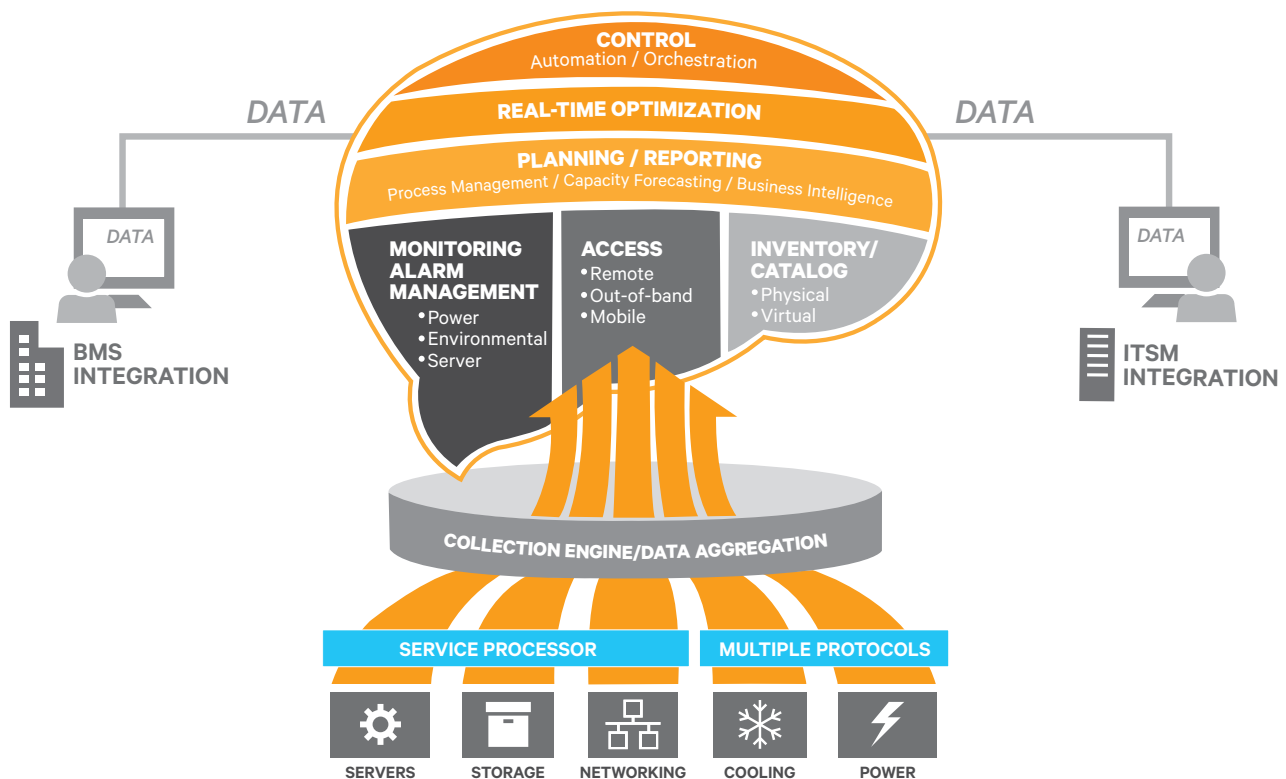 CONTROL
Automation / Orchestration
REAL-TIME OPTIMIZATION
PLANNING / REPORTING
Process Management / Capacity Forecasting / Business Intelligence
DATA
DATA
DATA
DATA
MONITORING
ALARM
MANAGEMENT
• Power
• Environmental
• Server
ACCESS
• Remote
• Out-of-band
• Mobile
INVENTORY/
CATALOG
• Physical
• Virtual
BMS
INTEGRATION
ITSM
INTEGRATION
COLLECTION ENGINE/DATA AGGREGATION
SERVICE PROCESSOR
MULTIPLE PROTOCOLS
SERVERS
STORAGE
NETWORKING
COOLING
POWER